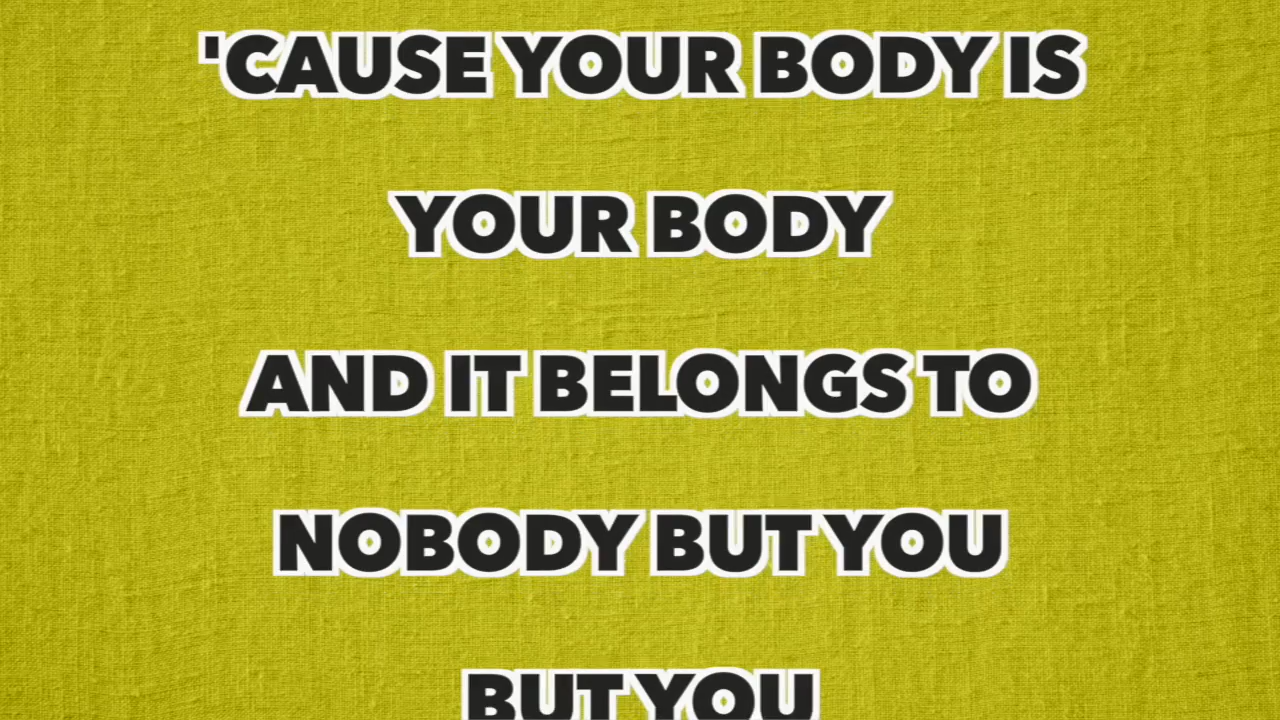 'CAUSE YOUR BODY IS
YOUR BODY
AND IT BELONGS TO
NOBODY BUT YOU
BUT YOU